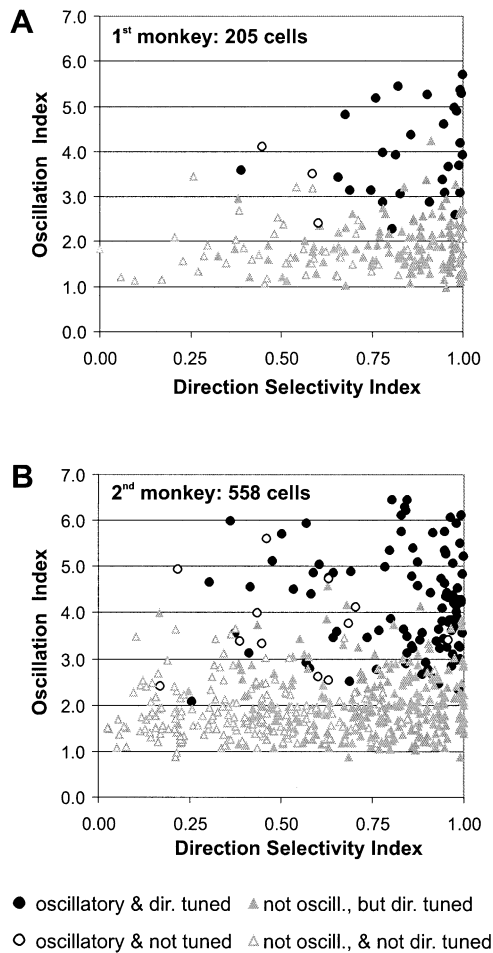 A
1st monkey: 205 cells
7.0
6.0
5.0
4.0
3.0
2.0
1.0
0.0
Oscillation Index
0.00 0.25 0.50 0.75 1.00
Direction Selectivity Index
B
2nd monkey: 558 cells
7.0
6.0
5.0
4.0
3.0
2.0
1.0
0.0
Oscillation Index
0.00 0.25 0.50 0.75 1.00
Direction Selectivity Index
oscillatory & dir. tuned not oscill., but dir. tuned
oscillatory & not tuned not oscill., & not dir. tuned